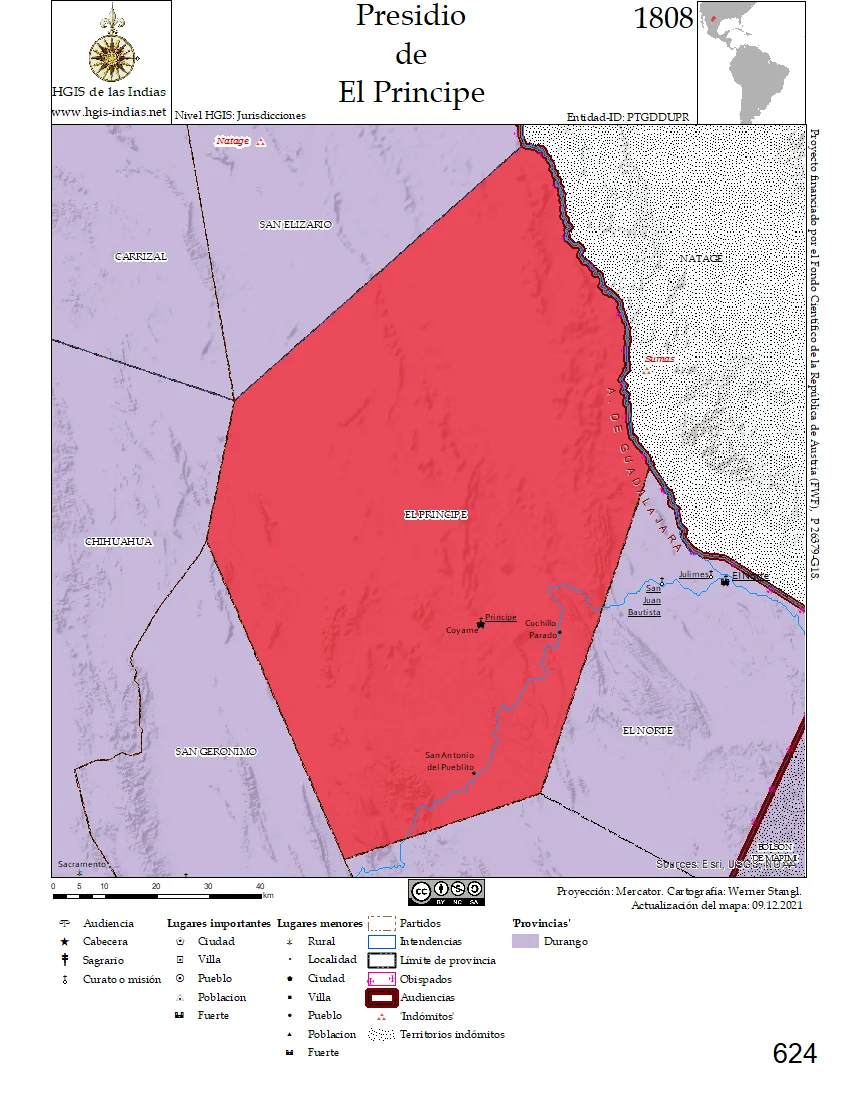 Presidio
de
El Principe
1808
HGIS de las Indias
www.hgis-indias.net
Nivel HGIS: Jurisdicciones
Entidad-ID: PTGDDUPR
Proyecto financiado por el Fondo Científico de la República de Austria (FWF), P 26379-G18.
Natage
SAN ELIZARIO
CARRIZAL
NATAGE
Sumas
A. DE GUADALAJARA
EL PRINCIPE
CHIHUAHUA
Julimes
El Norte
San
Juan
Bautista
Principe
Coyame
Cuchillo
Parado
EL NORTE
SAN GERONIMO
San Antonio
del Pueblito
BOLSON
DE MAPIMI
Sacramento
Sources: Esri, USGS, NOAA
0 5 10 20 30 40
km
CC BY NC SA
Proyección: Mercator. Cartografía: Werner Stangl.
Actualización del mapa: 09.12.2021
Audiencia
Cabecera
Sagrario
Curato o misión
Lugares importantes
Ciudad
Villa
Pueblo
Poblacion
Fuerte
Lugares menores
Rural
Localidad
Ciudad
Villa
Pueblo
Poblacion
Fuerte
Partidos
Intendencias
Límite de provincia
Obispados
Audiencias
'Indómitos'
Territorios indómitos
'Provincias'
Durango
624